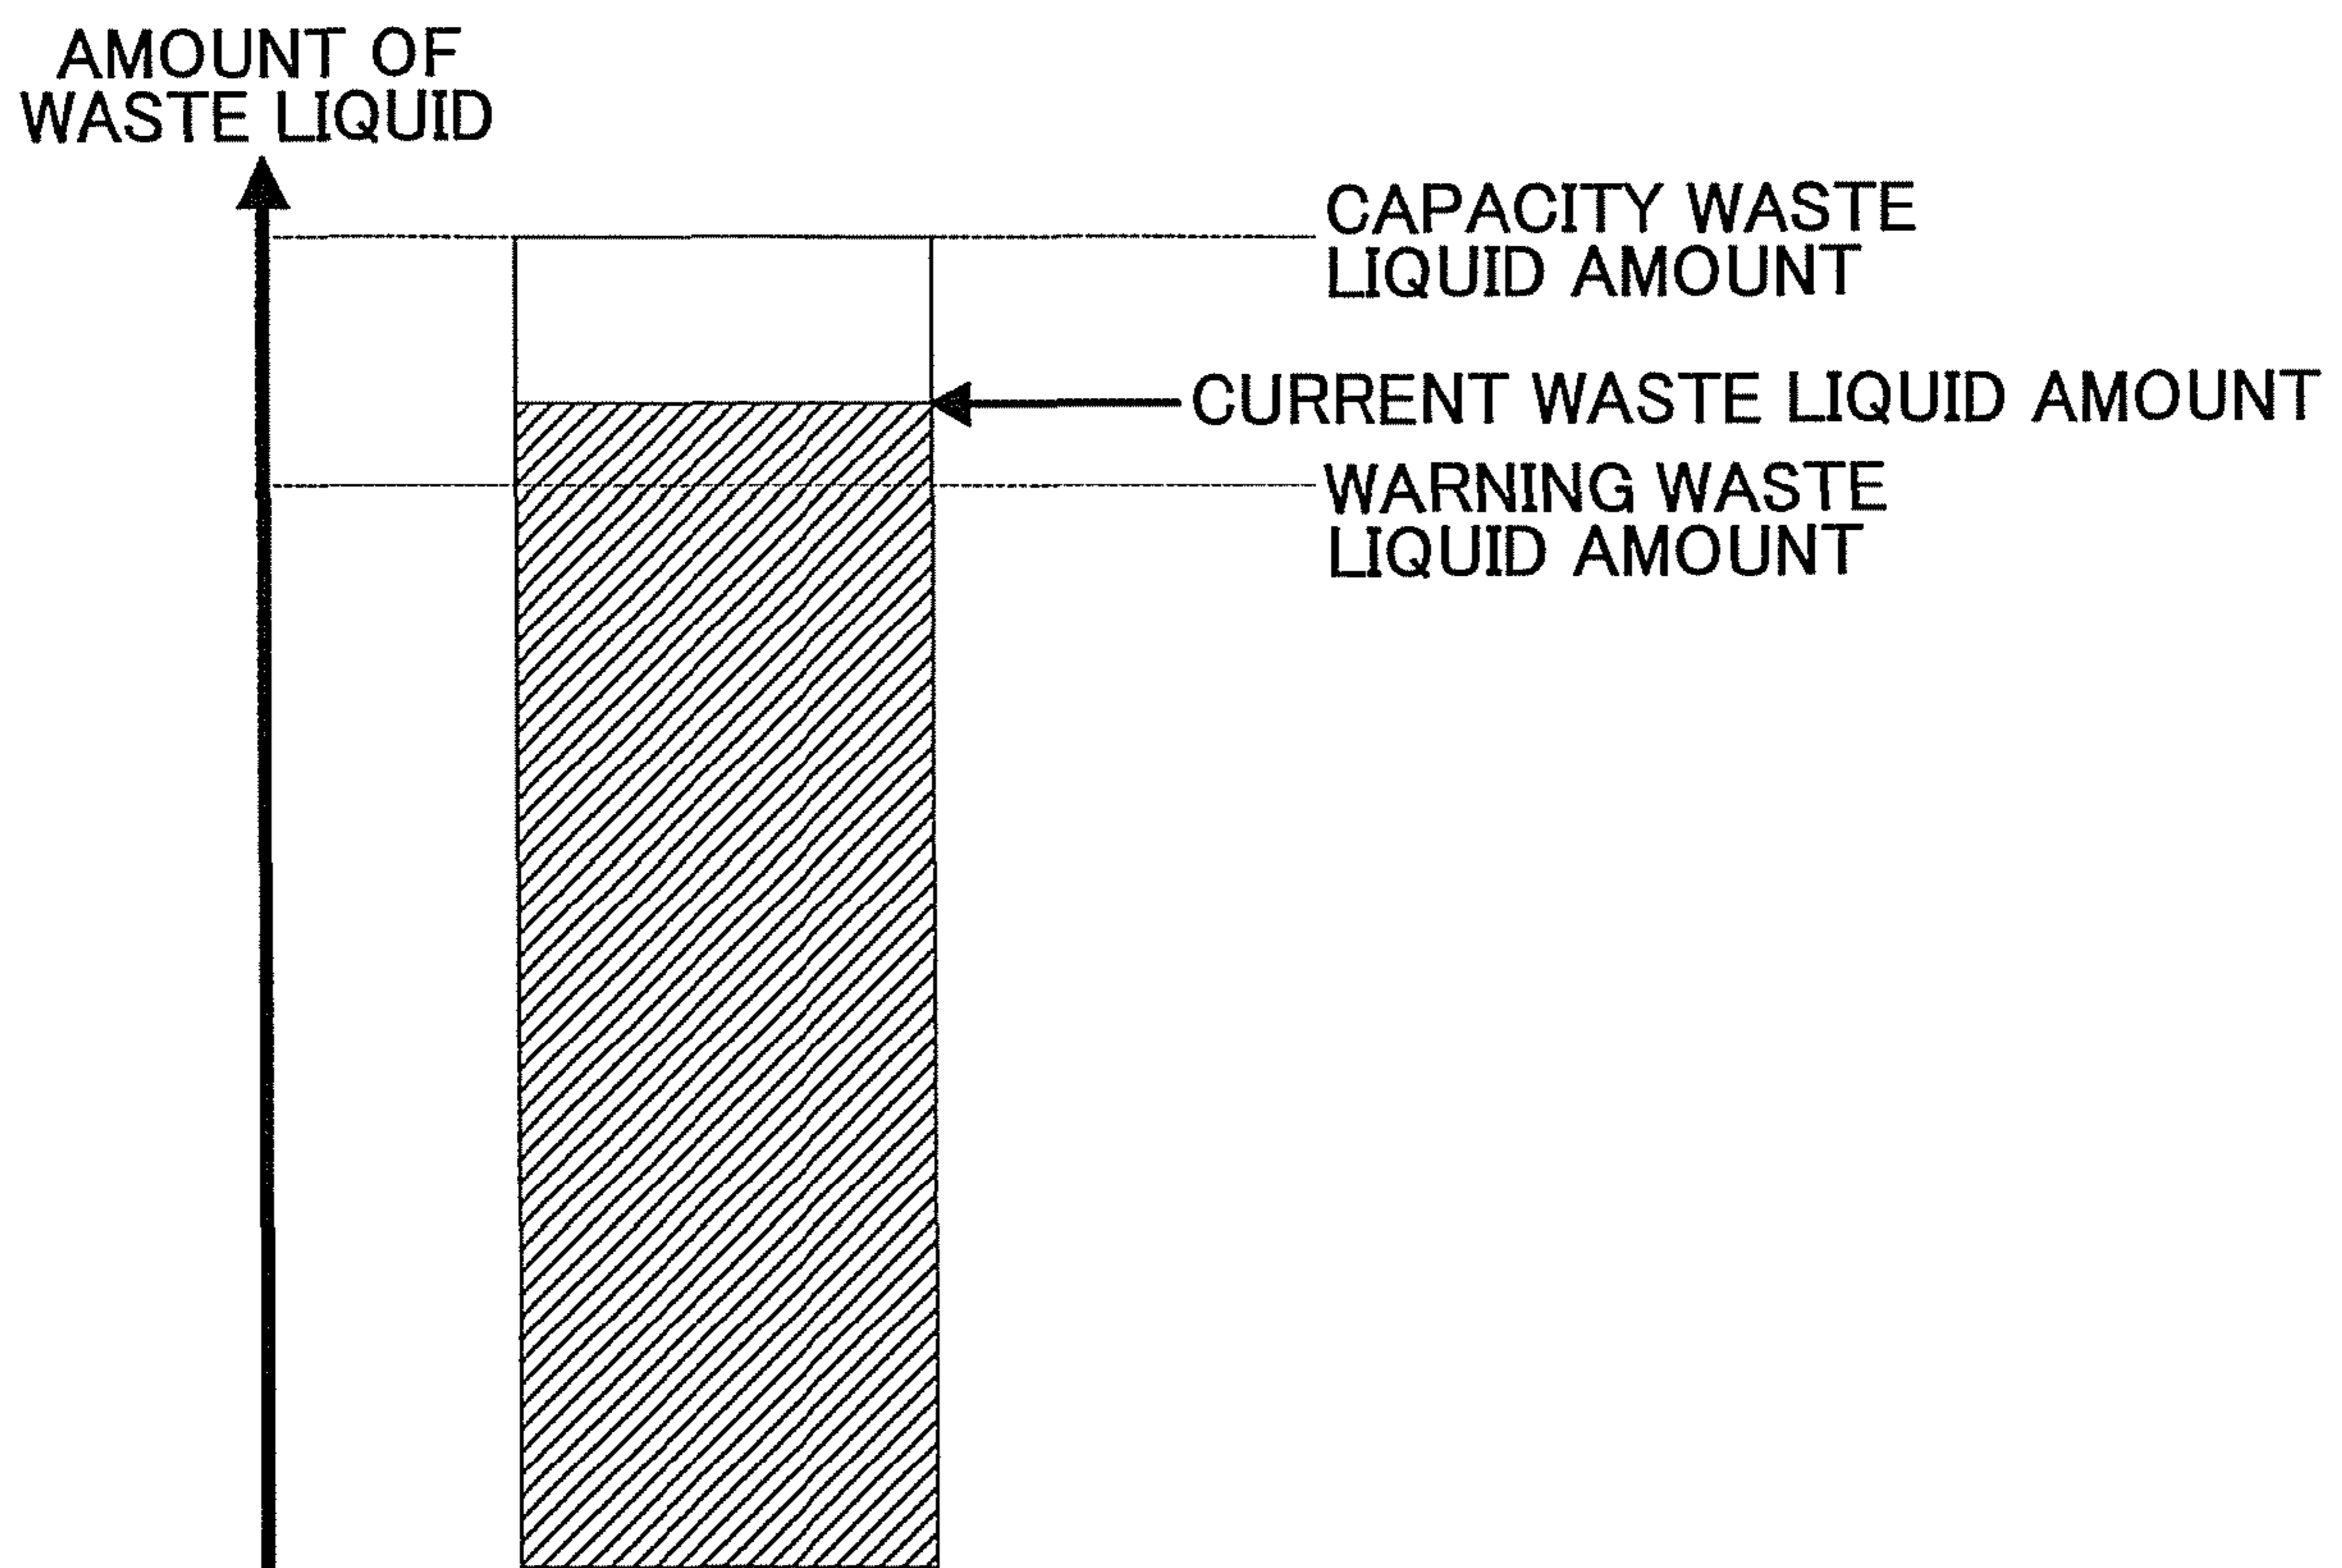 AMOUNT OF
WASTE LIQUID
CAPACITY WASTE
LIQUID AMOUNT
CURRENT WASTE LIQUID AMOUNT
WARNING WASTE
LIQUID AMOUNT